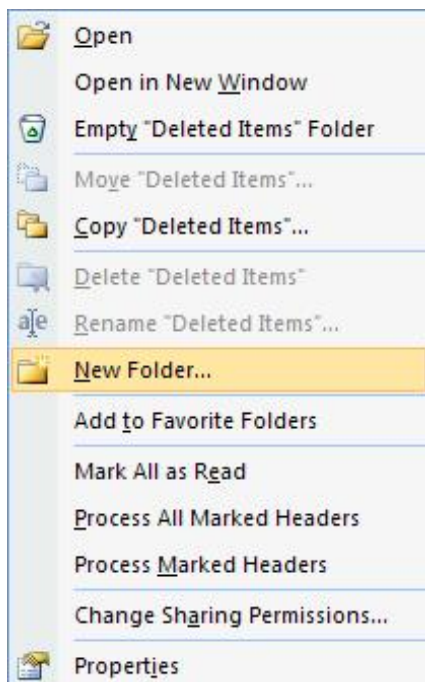 Open
Open in New Window
Empty "Deleted Items" Folder
Move "Deleted Items"...
Copy "Deleted Items"...
Delete "Deleted Items"
Rename "Deleted Items"...
New Folder...
Add to Favorite Folders
Mark All as Read
Process All Marked Headers
Process Marked Headers
Change Sharing Permissions...
Properties